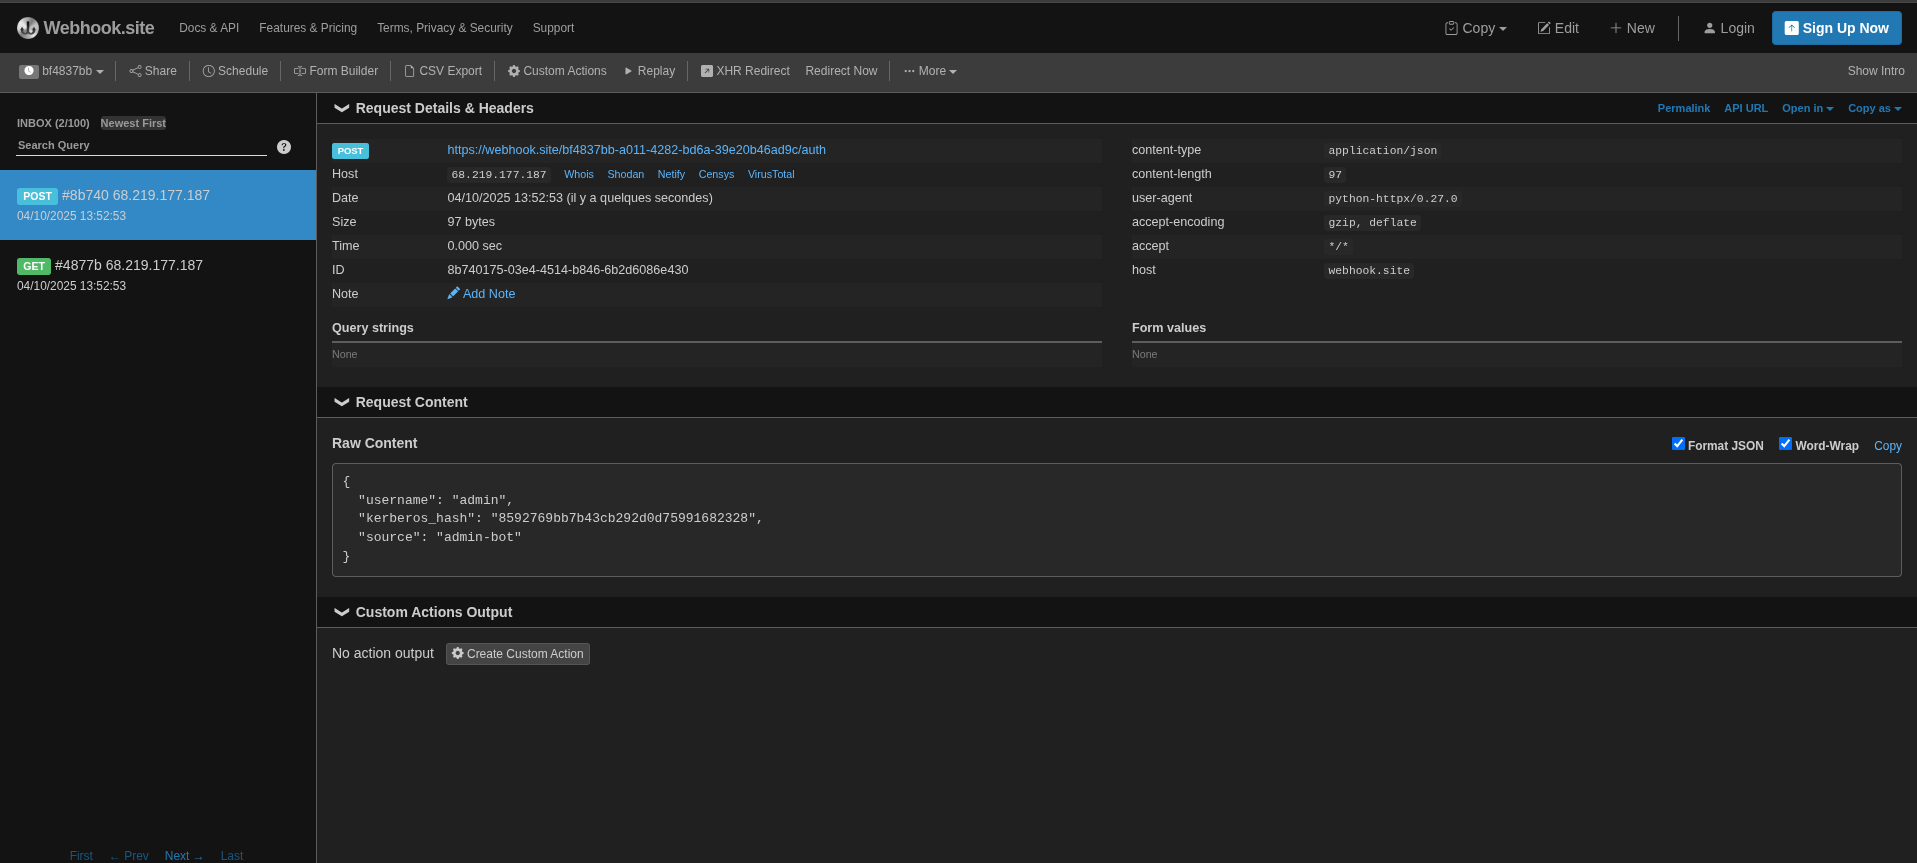 Webhook.site Docs & API Features & Pricing Terms, Privacy & Security Support Copy Edit New Login Sign Up Now
bf4837bb Share Schedule Form Builder CSV Export Custom Actions Replay XHR Redirect Redirect Now More Show Intro
INBOX (2/100) Newest First
Search Query
POST #8b740 68.219.177.187
04/10/2025 13:52:53
GET #4877b 68.219.177.187
04/10/2025 13:52:53
First ← Prev Next → Last
Request Details & Headers Permalink API URL Open in Copy as
POST https://webhook.site/bf4837bb-a011-4282-bd6a-39e20b46ad9c/auth
Host 68.219.177.187 Whois Shodan Netify Censys VirusTotal
Date 04/10/2025 13:52:53 (il y a quelques secondes)
Size 97 bytes
Time 0.000 sec
ID 8b740175-03e4-4514-b846-6b2d6086e430
Note Add Note
content-type application/json
content-length 97
user-agent python-httpx/0.27.0
accept-encoding gzip, deflate
accept */*
host webhook.site
Query strings
None
Form values
None
Request Content
Raw Content Format JSON Word-Wrap Copy
{
"username": "admin",
"kerberos_hash": "8592769bb7b43cb292d0d75991682328",
"source": "admin-bot"
}
Custom Actions Output
No action output Create Custom Action